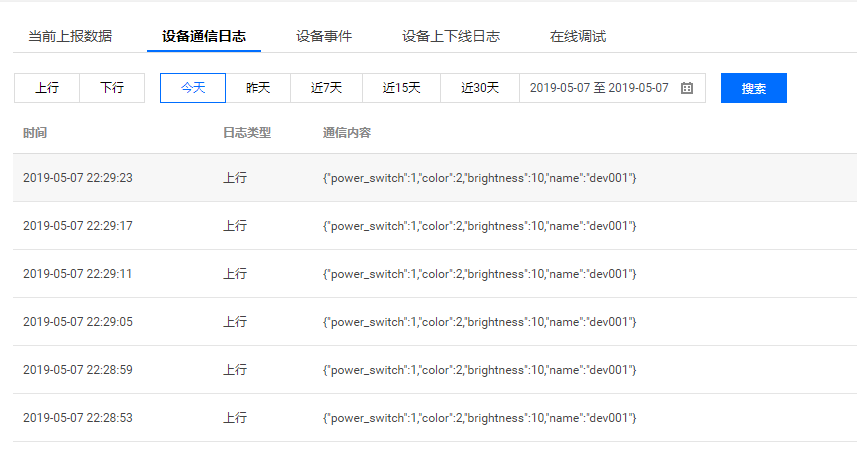 当前上报数据 设备通信日志 设备事件 设备上下线日志 在线调试
上行 下行 今天 昨天 近7天 近15天 近30天 2019-05-07 至 2019-05-07 搜索
时间 日志类型 通信内容
2019-05-07 22:29:23 上行 {"power_switch":1,"color":2,"brightness":10,"name":"dev001"}
2019-05-07 22:29:17 上行 {"power_switch":1,"color":2,"brightness":10,"name":"dev001"}
2019-05-07 22:29:11 上行 {"power_switch":1,"color":2,"brightness":10,"name":"dev001"}
2019-05-07 22:29:05 上行 {"power_switch":1,"color":2,"brightness":10,"name":"dev001"}
2019-05-07 22:28:59 上行 {"power_switch":1,"color":2,"brightness":10,"name":"dev001"}
2019-05-07 22:28:53 上行 {"power_switch":1,"color":2,"brightness":10,"name":"dev001"}